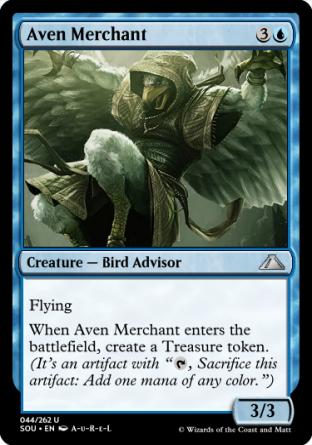 Aven Merchant 3
Creature — Bird Advisor
Flying
When Aven Merchant enters the
battlefield, create a Treasure token.
(It's an artifact with “, Sacrifice this
artifact: Add one mana of any color.”)
3/3
044/262 U
SOU • EN A-U-R-E-L
© Wizards of the Coast and Matt